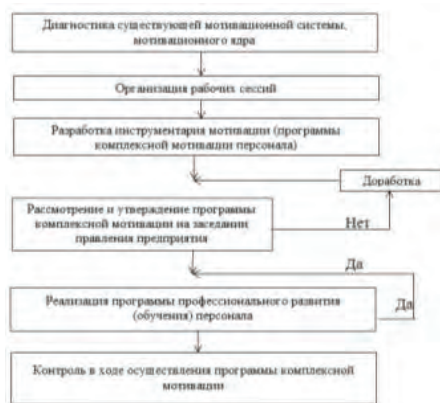 Диагностика существующей мотивационной системы,
мотивационного ядра
Организация рабочих сессий
Разработка инструментария мотивации (программы
комплексной мотивации персонала)
Доработка
Рассмотрение и утверждение программы
комплексной мотивации на заседании
правления предприятия
Нет
Да
Реализация программы профессионального развития
(обучения) персонала
Да
Контроль в ходе осуществления программы комплексной
мотивации